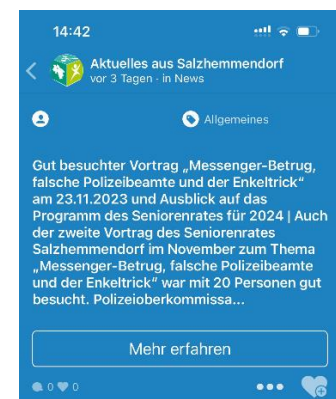 14:42
Aktuelles aus Salzhemmendorf
vor 3 Tagen · in News
Allgemeines
Gut besuchter Vortrag „Messenger-Betrug,
falsche Polizeibeamte und der Enkeltrick“
am 23.11.2023 und Ausblick auf das
Programm des Seniorenrates für 2024 | Auch
der zweite Vortrag des Seniorenrates
Salzhemmendorf im November zum Thema
„Messenger-Betrug, falsche Polizeibeamte
und der Enkeltrick“ war mit 20 Personen gut
besucht. Polizeioberkommissa...
Mehr erfahren
0 0